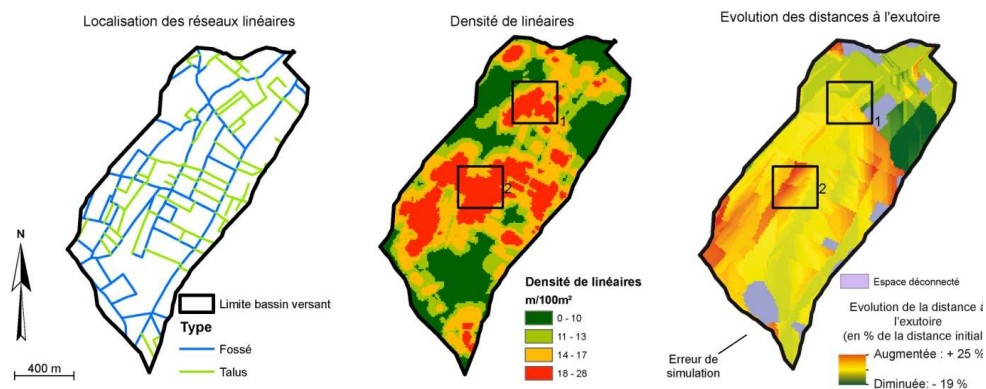 Localisation des réseaux linéaires
N
400 m
Limite bassin versant
Type
Fossé
Talus
Densité de linéaires
1
2
Densité de linéaires
m/100m²
0 - 10
11 - 13
14 - 17
18 - 28
Evolution des distances à l'exutoire
1
2
Espace déconnecté
Evolution de la distance à
l'exutoire
(en % de la distance initial
Erreur de
simulation
Augmentée : + 25 %
Diminuée: - 19 %